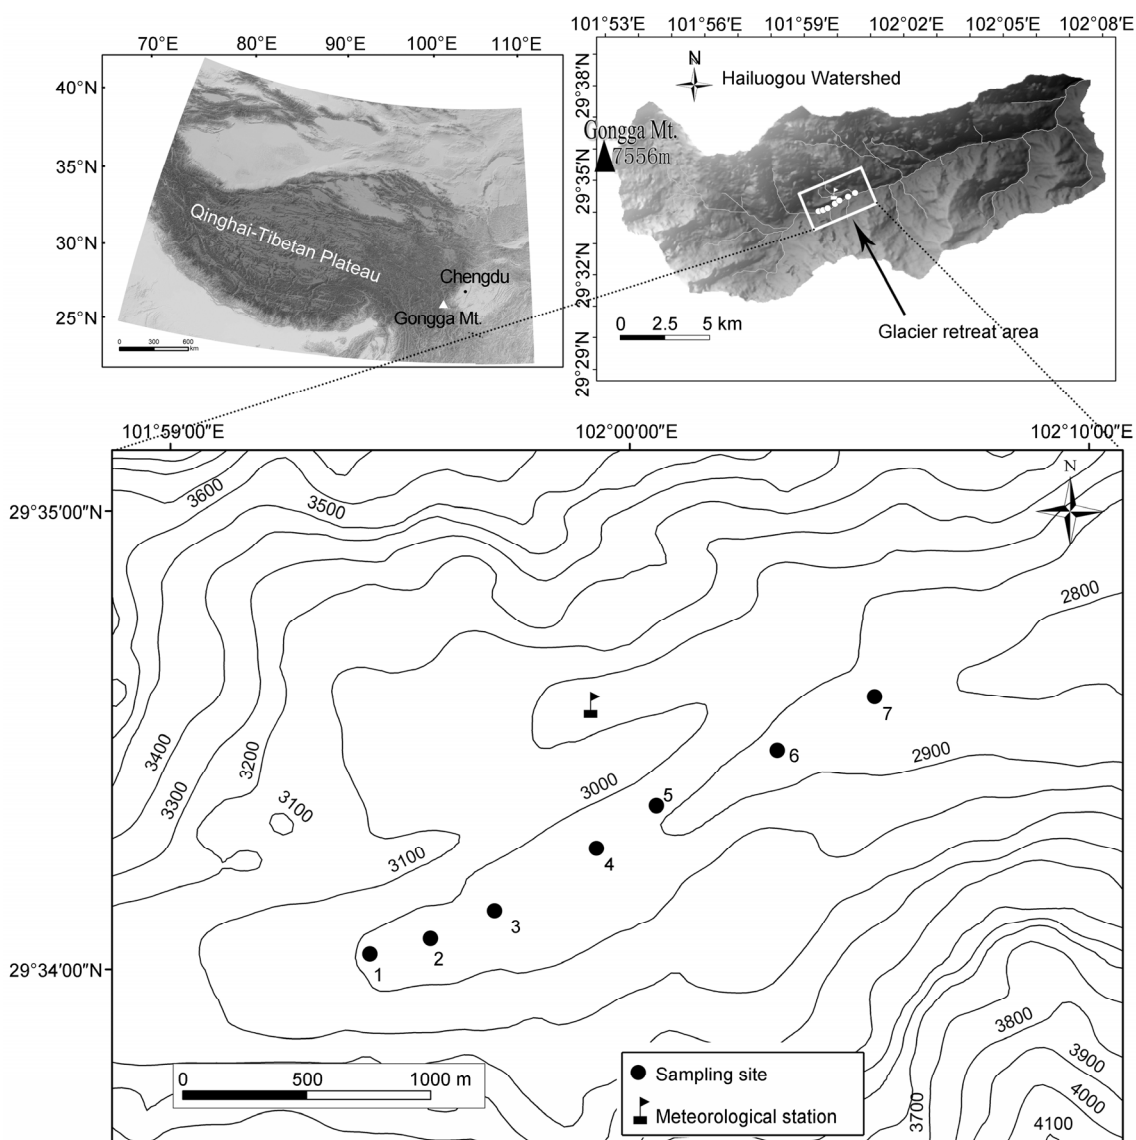 70°E 80°E 90°E 100°E 110°E
40°N
35°N
30°N
25°N
Qinghai-Tibetan Plateau
Chengdu
Gongga Mt.
0 300 600
km
101°53′E 101°56′E 101°59′E 102°02′E 102°05′E 102°08′E
29°38′N
29°35′N
29°32′N
29°29′N
N
Hailuogou Watershed
Gongga Mt.
7556m
0 2.5 5 km
Glacier retreat area
101°59′00″E 102°00′00″E 102°10′00″E
29°35′00″N
29°34′00″N
N
3600
3500
2800
3400
3300
3200
3100
3100
3000
2900
1
2
3
4
5
6
7
3700
3800
3900
4000
4100
0 500 1000 m
Sampling site
Meteorological station